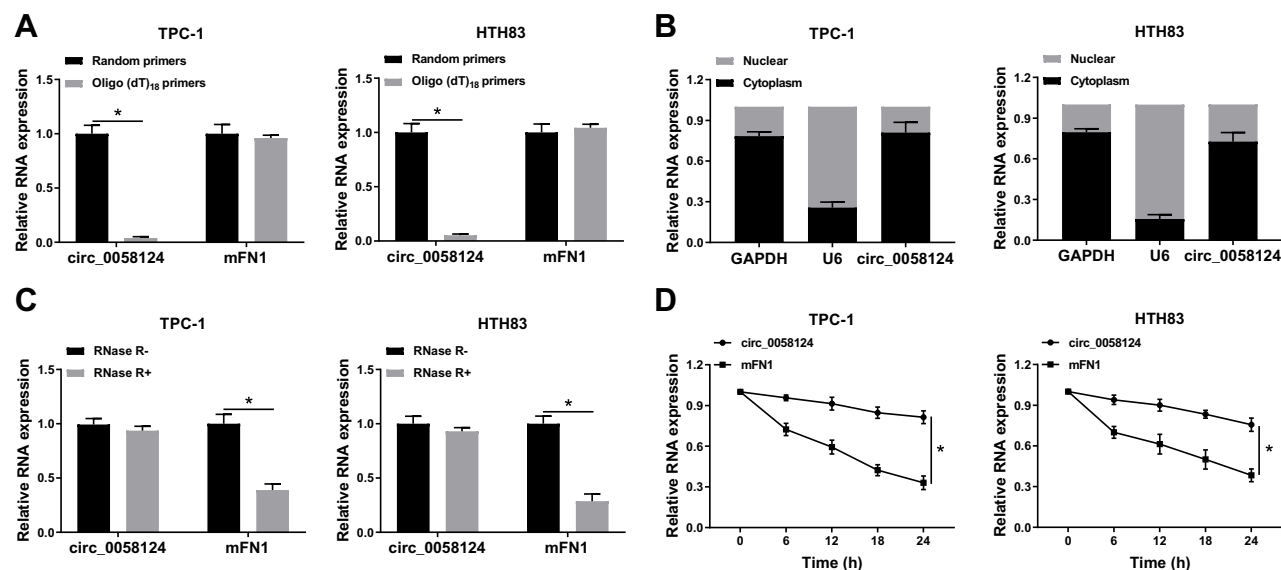 A
TPC-1
Random primers
Oligo (dT)18 primers
Relative RNA expression
1.5
1.0
0.5
0.0
*
circ_0058124
mFN1
HTH83
Random primers
Oligo (dT)18 primers
Relative RNA expression
1.5
1.0
0.5
0.0
*
circ_0058124
mFN1
B
TPC-1
Nuclear
Cytoplasm
Relative RNA expression
1.2
0.9
0.6
0.3
0.0
GAPDH
U6
circ_0058124
HTH83
Nuclear
Cytoplasm
Relative RNA expression
1.2
0.9
0.6
0.3
0.0
GAPDH
U6
circ_0058124
C
TPC-1
RNase R-
RNase R+
Relative RNA expression
1.5
1.0
0.5
0.0
*
circ_0058124
mFN1
HTH83
RNase R-
RNase R+
Relative RNA expression
1.5
1.0
0.5
0.0
*
circ_0058124
mFN1
D
TPC-1
circ_0058124
mFN1
Relative RNA expression
1.2
0.9
0.6
0.3
0.0
*
0 6 12 18 24
Time (h)
HTH83
circ_0058124
mFN1
Relative RNA expression
1.2
0.9
0.6
0.3
0.0
*
0 6 12 18 24
Time (h)